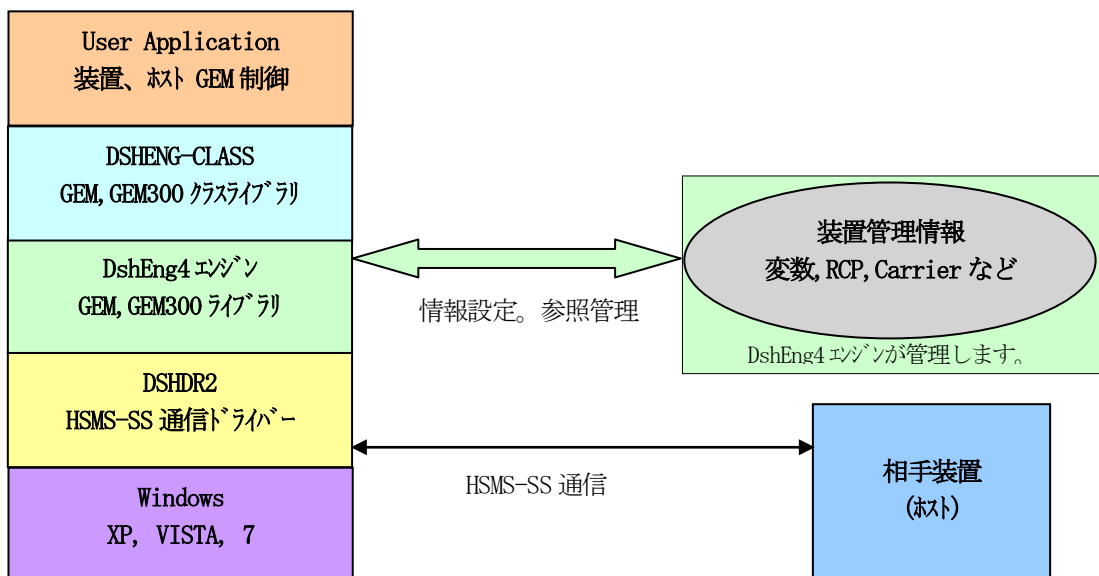 User Application
装置、ﾎｽﾄ GEM 制御
DSHENG-CLASS
GEM,GEM300 ｸﾗｽﾗｲﾌﾞﾗﾘ
DshEng4 ｴﾝｼﾞﾝ
GEM,GEM300 ﾗｲﾌﾞﾗﾘ
DSHDR2
HSMS-SS 通信ﾄﾞﾗｲﾊﾞｰ
Windows
XP, VISTA, 7
情報設定。参照管理
装置管理情報
変数,RCP,Carrier など
DshEng4 ｴﾝｼﾞﾝが管理します。
HSMS-SS 通信
相手装置
(ﾎｽﾄ)